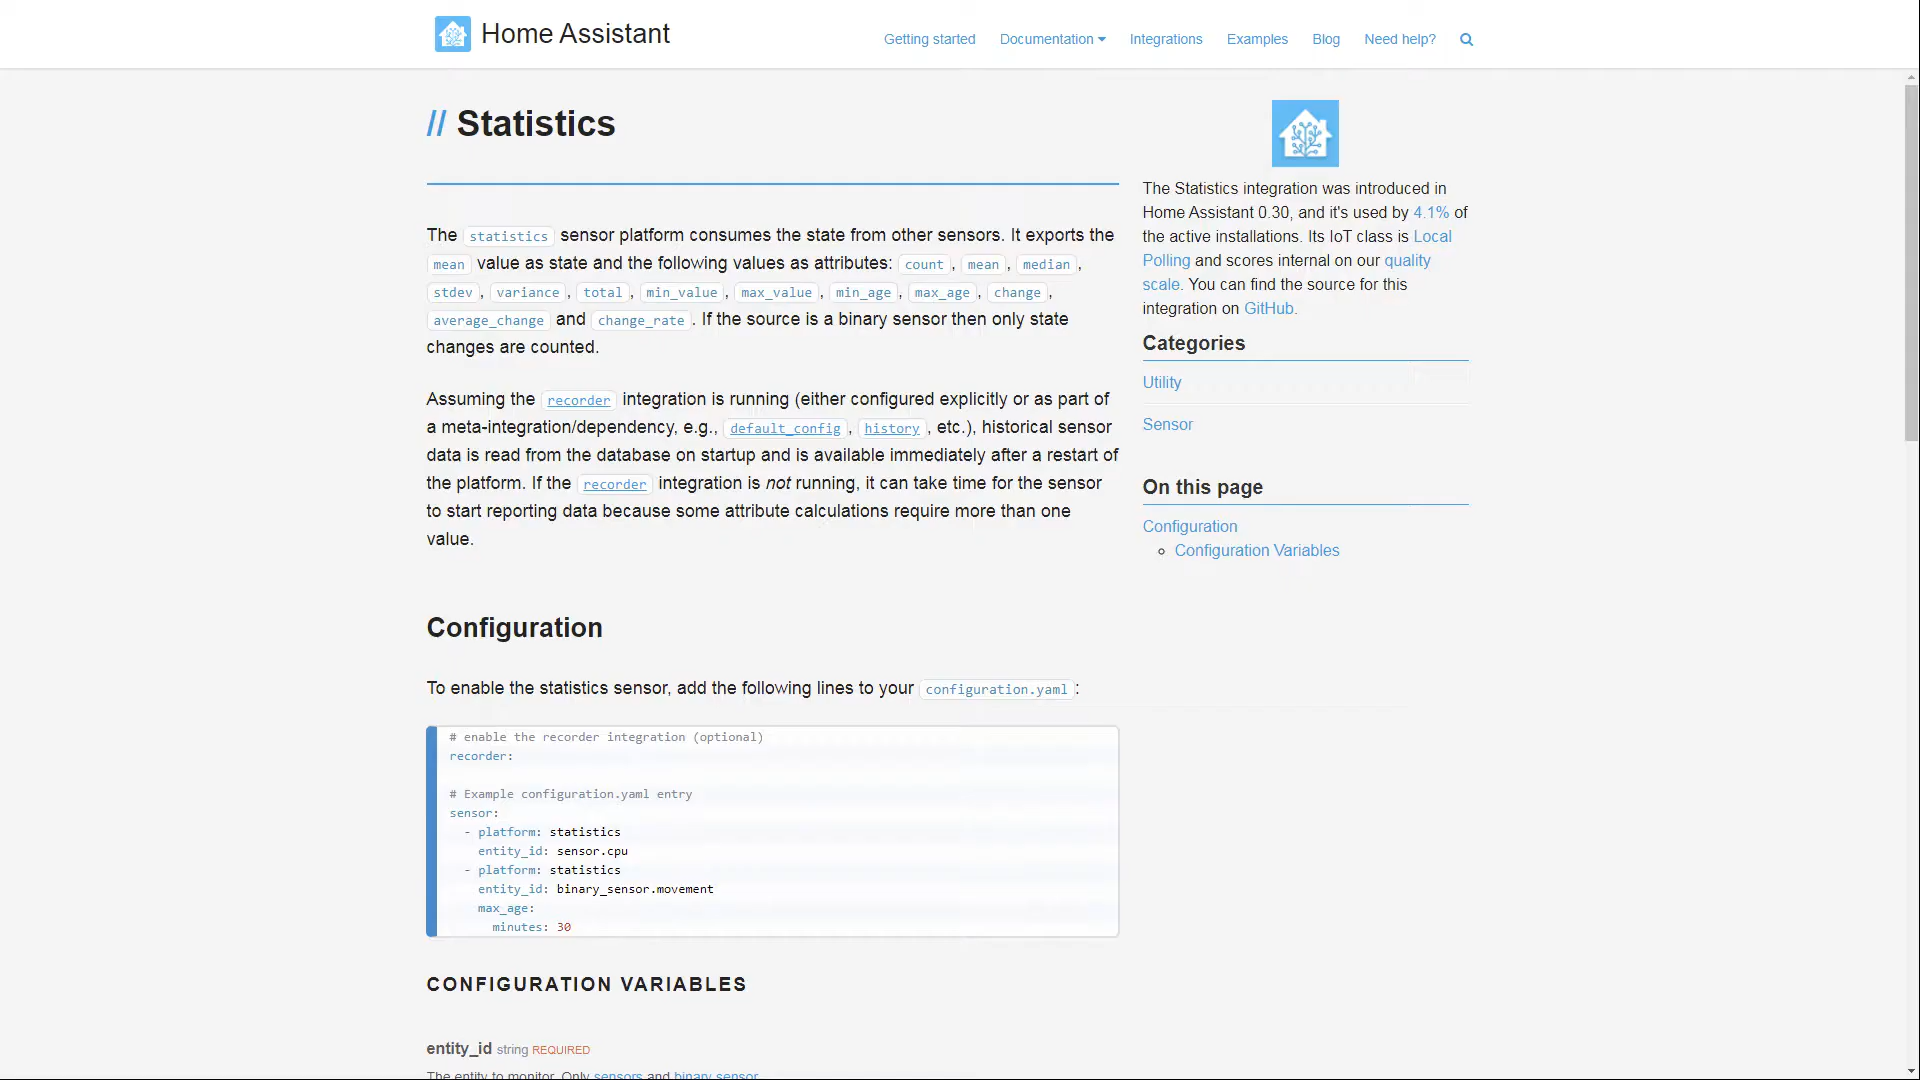 Home Assistant
Getting started Documentation Integrations Examples Blog Need help?
// Statistics
The statistics sensor platform consumes the state from other sensors. It exports the
mean value as state and the following values as attributes: count, mean, median,
stdev, variance, total, min_value, max_value, min_age, max_age, change,
average_change and change_rate. If the source is a binary sensor then only state
changes are counted.
Assuming the recorder integration is running (either configured explicitly or as part of
a meta-integration/dependency, e.g., default_config, history, etc.), historical sensor
data is read from the database on startup and is available immediately after a restart of
the platform. If the recorder integration is not running, it can take time for the sensor
to start reporting data because some attribute calculations require more than one
value.
Configuration
To enable the statistics sensor, add the following lines to your configuration.yaml:
# enable the recorder integration (optional)
recorder:
# Example configuration.yaml entry
sensor:
- platform: statistics
entity_id: sensor.cpu
- platform: statistics
entity_id: binary_sensor.movement
max_age:
minutes: 30
CONFIGURATION VARIABLES
entity_id string REQUIRED
The entity to monitor. Only sensors and binary sensor.
The Statistics integration was introduced in
Home Assistant 0.30, and it's used by 4.1% of
the active installations. Its IoT class is Local
Polling and scores internal on our quality
scale. You can find the source for this
integration on GitHub.
Categories
Utility
Sensor
On this page
Configuration
Configuration Variables